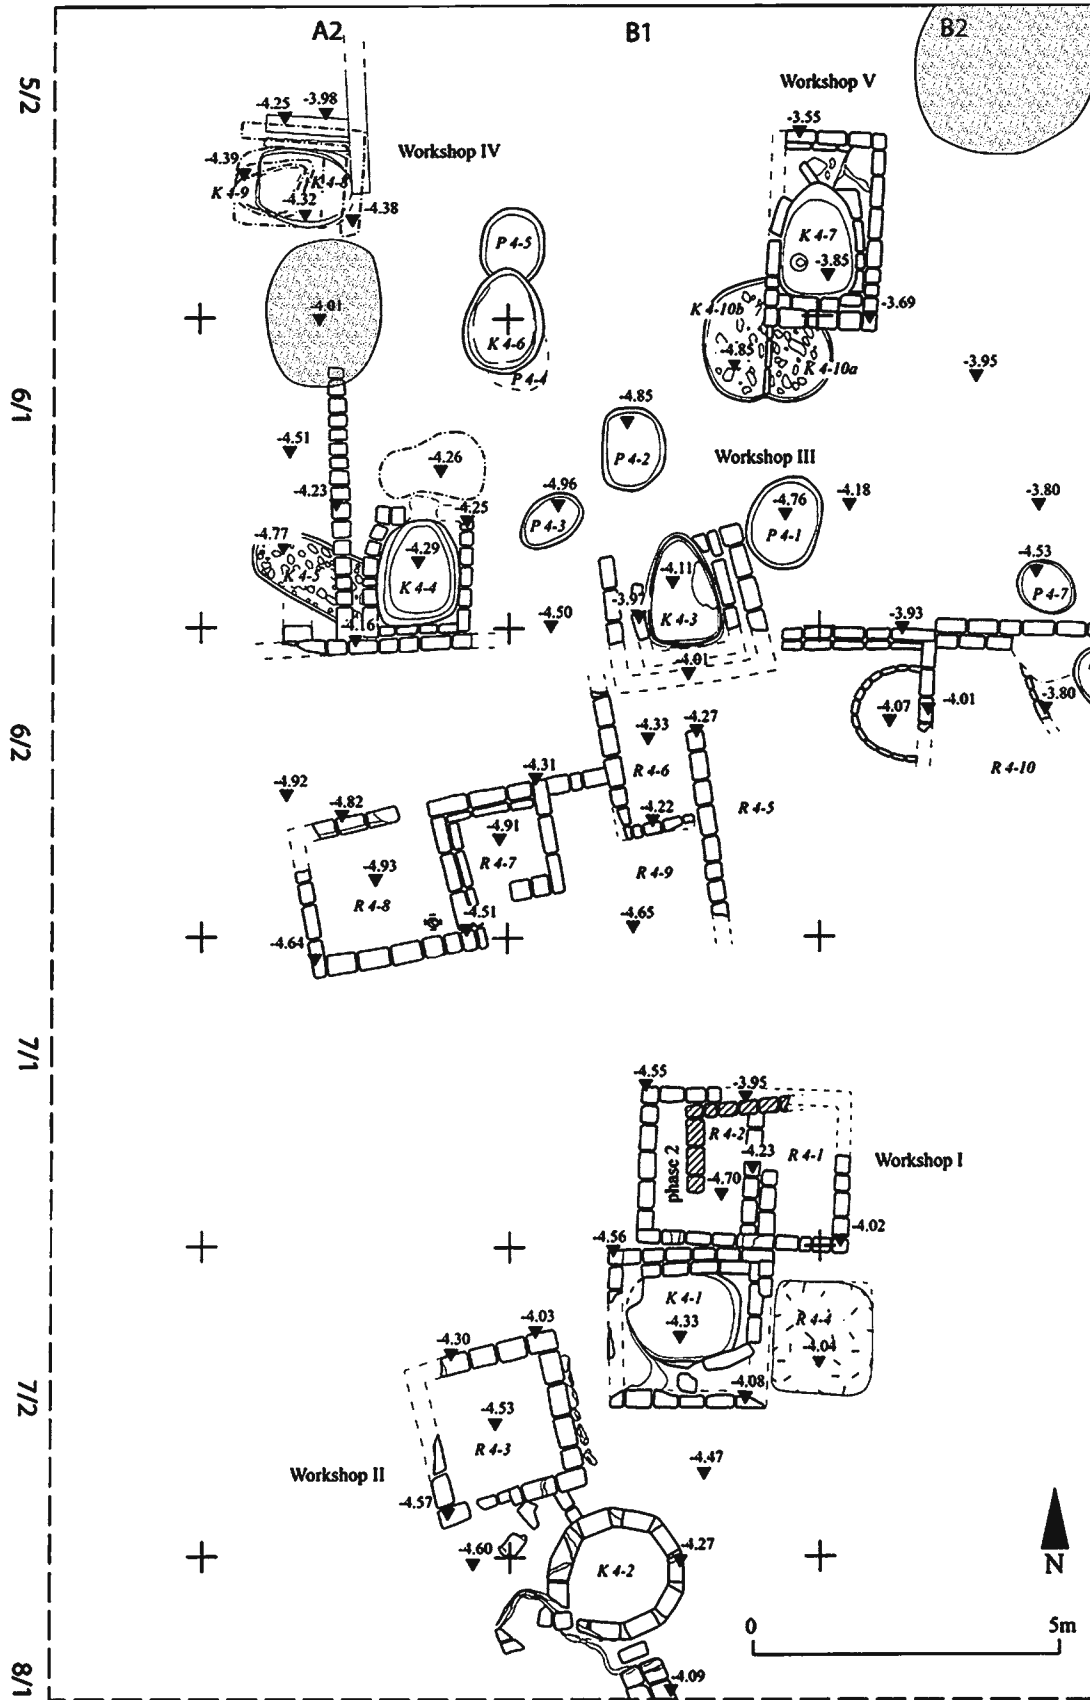 A2
B1
B2
5/2
Workshop V
-4.25
-3.98
-3.55
Workshop IV
-4.39
K 4-9
K 4-8
-4.32
-4.38
P 4-5
K 4-7
-3.85
-4.01
K 4-6
P 4-4
K 4-10b
-3.69
-4.85
K 4-10a
-3.95
6/1
-4.85
P 4-2
-4.51
-4.26
Workshop III
-4.23
-4.25
-4.96
P 4-3
-4.76
P 4-1
-4.18
-3.80
-4.77
K 4-5
-4.29
K 4-4
-4.11
K 4-3
-3.97
-4.53
P 4-7
-4.16
-4.50
-3.93
-4.01
6/2
-4.07
-4.01
-3.80
-4.33
R 4-6
-4.27
R 4-10
-4.92
-4.82
-4.31
-4.22
R 4-5
-4.91
R 4-7
-4.93
R 4-8
R 4-9
-4.51
-4.65
-4.64
7/1
-4.55
-3.95
R 4-2
-4.23
R 4-1
Workshop I
phase 2
-4.70
-4.02
-4.56
K 4-1
-4.33
R 4-4
-4.04
7/2
-4.30
-4.03
-4.08
-4.53
R 4-3
-4.47
Workshop II
-4.57
-4.60
K 4-2
-4.27
N
0
5m
8/1
-4.09